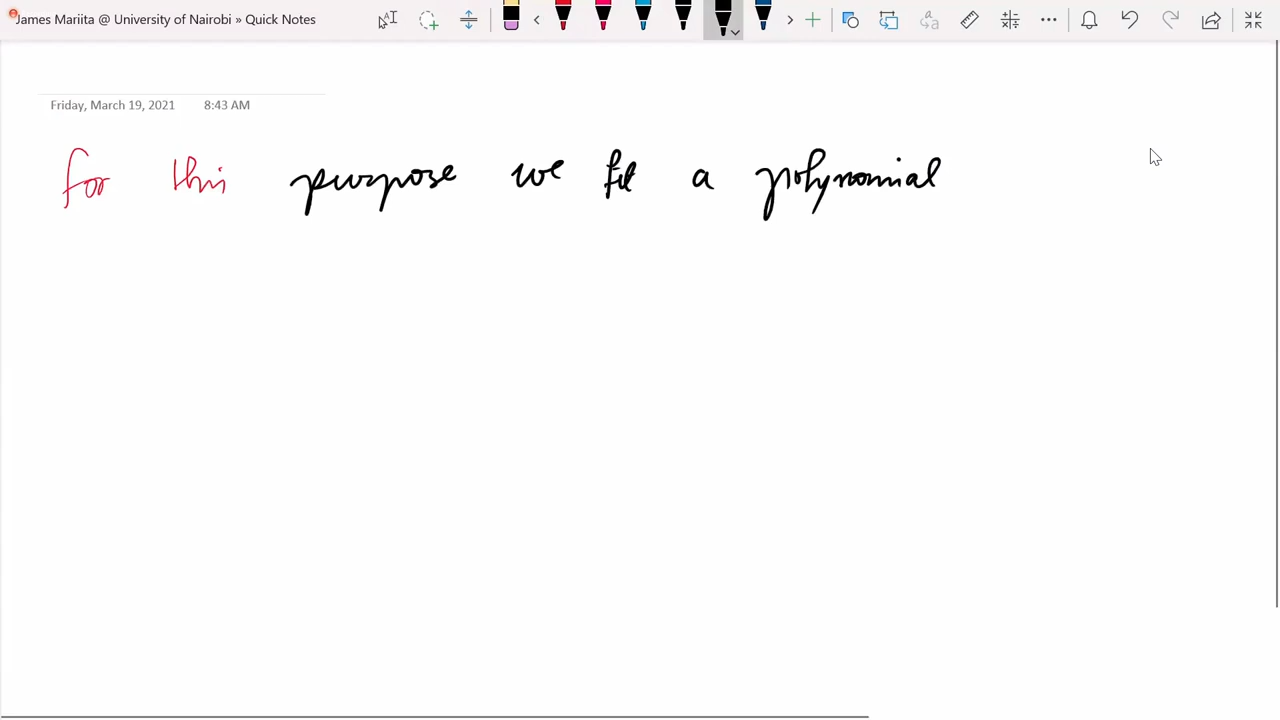 James Mariita @ University of Nairobi » Quick Notes
Friday, March 19, 2021 8:43 AM
for this purpose we fit a polynomial